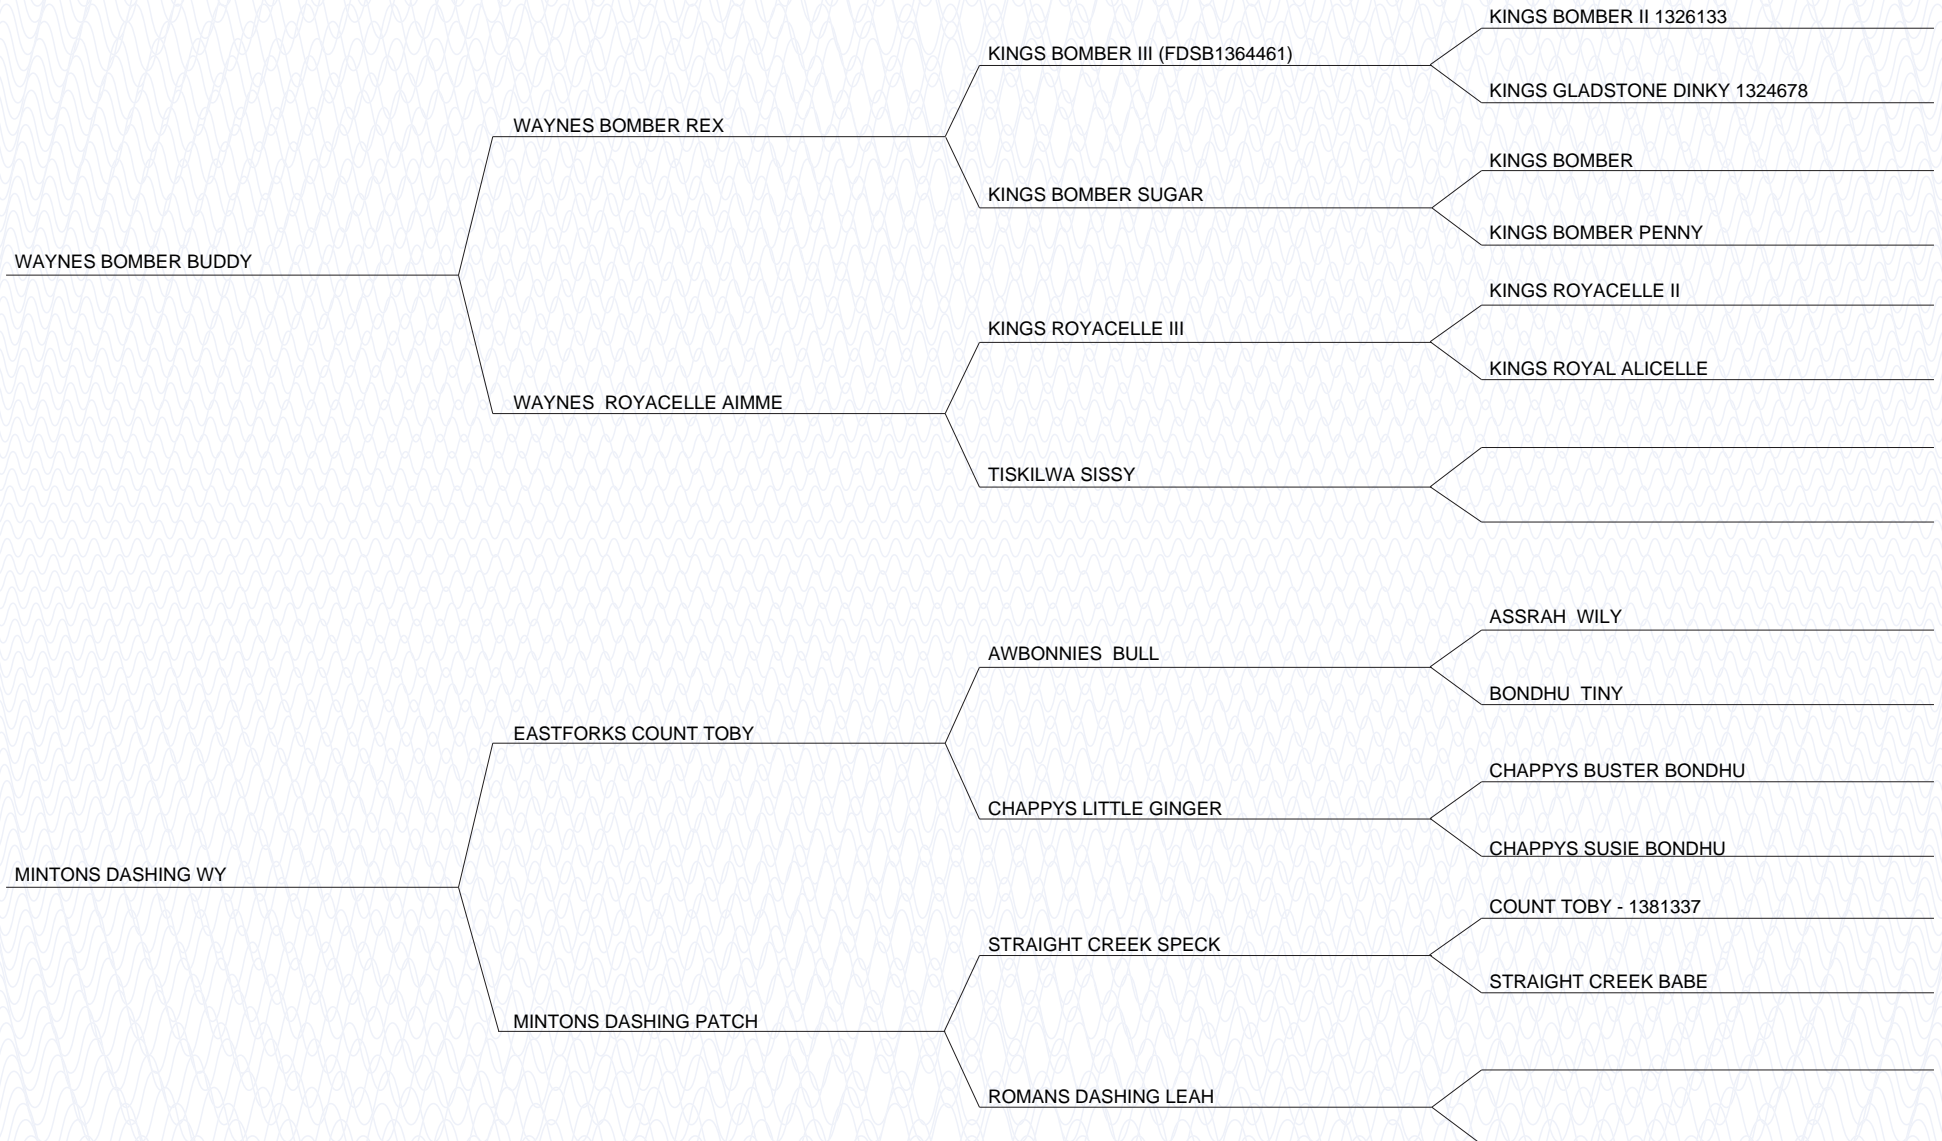 KINGS BOMBER II 1326133
KINGS BOMBER III (FDSB1364461)
KINGS GLADSTONE DINKY 1324678
WAYNES BOMBER REX
KINGS BOMBER
KINGS BOMBER SUGAR
KINGS BOMBER PENNY
WAYNES BOMBER BUDDY
KINGS ROYACELLE II
KINGS ROYACELLE III
KINGS ROYAL ALICELLE
WAYNES  ROYACELLE AIMME
TISKILWA SISSY
ASSRAH  WILY
AWBONNIES  BULL
BONDHU  TINY
EASTFORKS COUNT TOBY
CHAPPYS BUSTER BONDHU
CHAPPYS LITTLE GINGER
CHAPPYS SUSIE BONDHU
MINTONS DASHING WY
COUNT TOBY - 1381337
STRAIGHT CREEK SPECK
STRAIGHT CREEK BABE
MINTONS DASHING PATCH
ROMANS DASHING LEAH